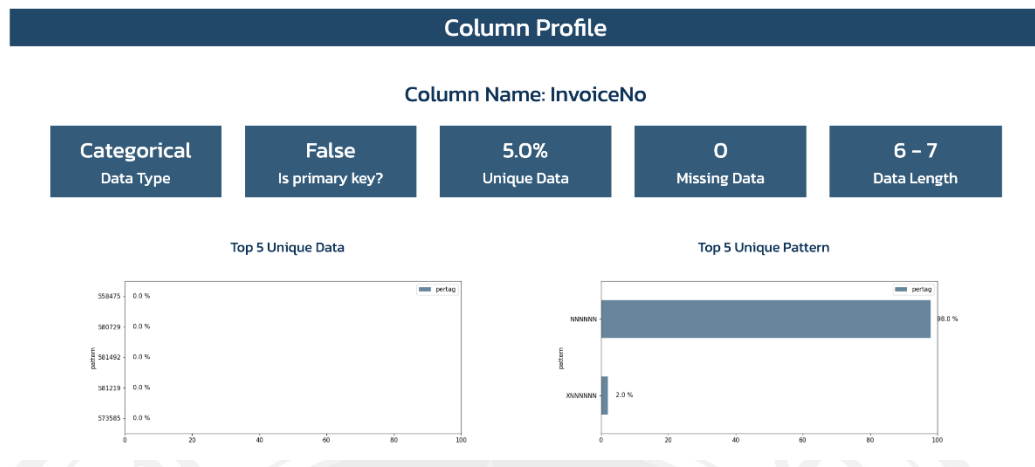 Column Profile
Column Name: InvoiceNo
Categorical
Data Type
False
Is primary key?
5.0%
Unique Data
0
Missing Data
6 - 7
Data Length
Top 5 Unique Data
pertag
558475
0.0 %
580729
0.0 %
581492
0.0 %
581219
0.0 %
573585
0.0 %
pattern
0 20 40 60 80 100
Top 5 Unique Pattern
pertag
NNNNNN
98.0 %
XNNNNNN
2.0 %
pattern
0 20 40 60 80 100